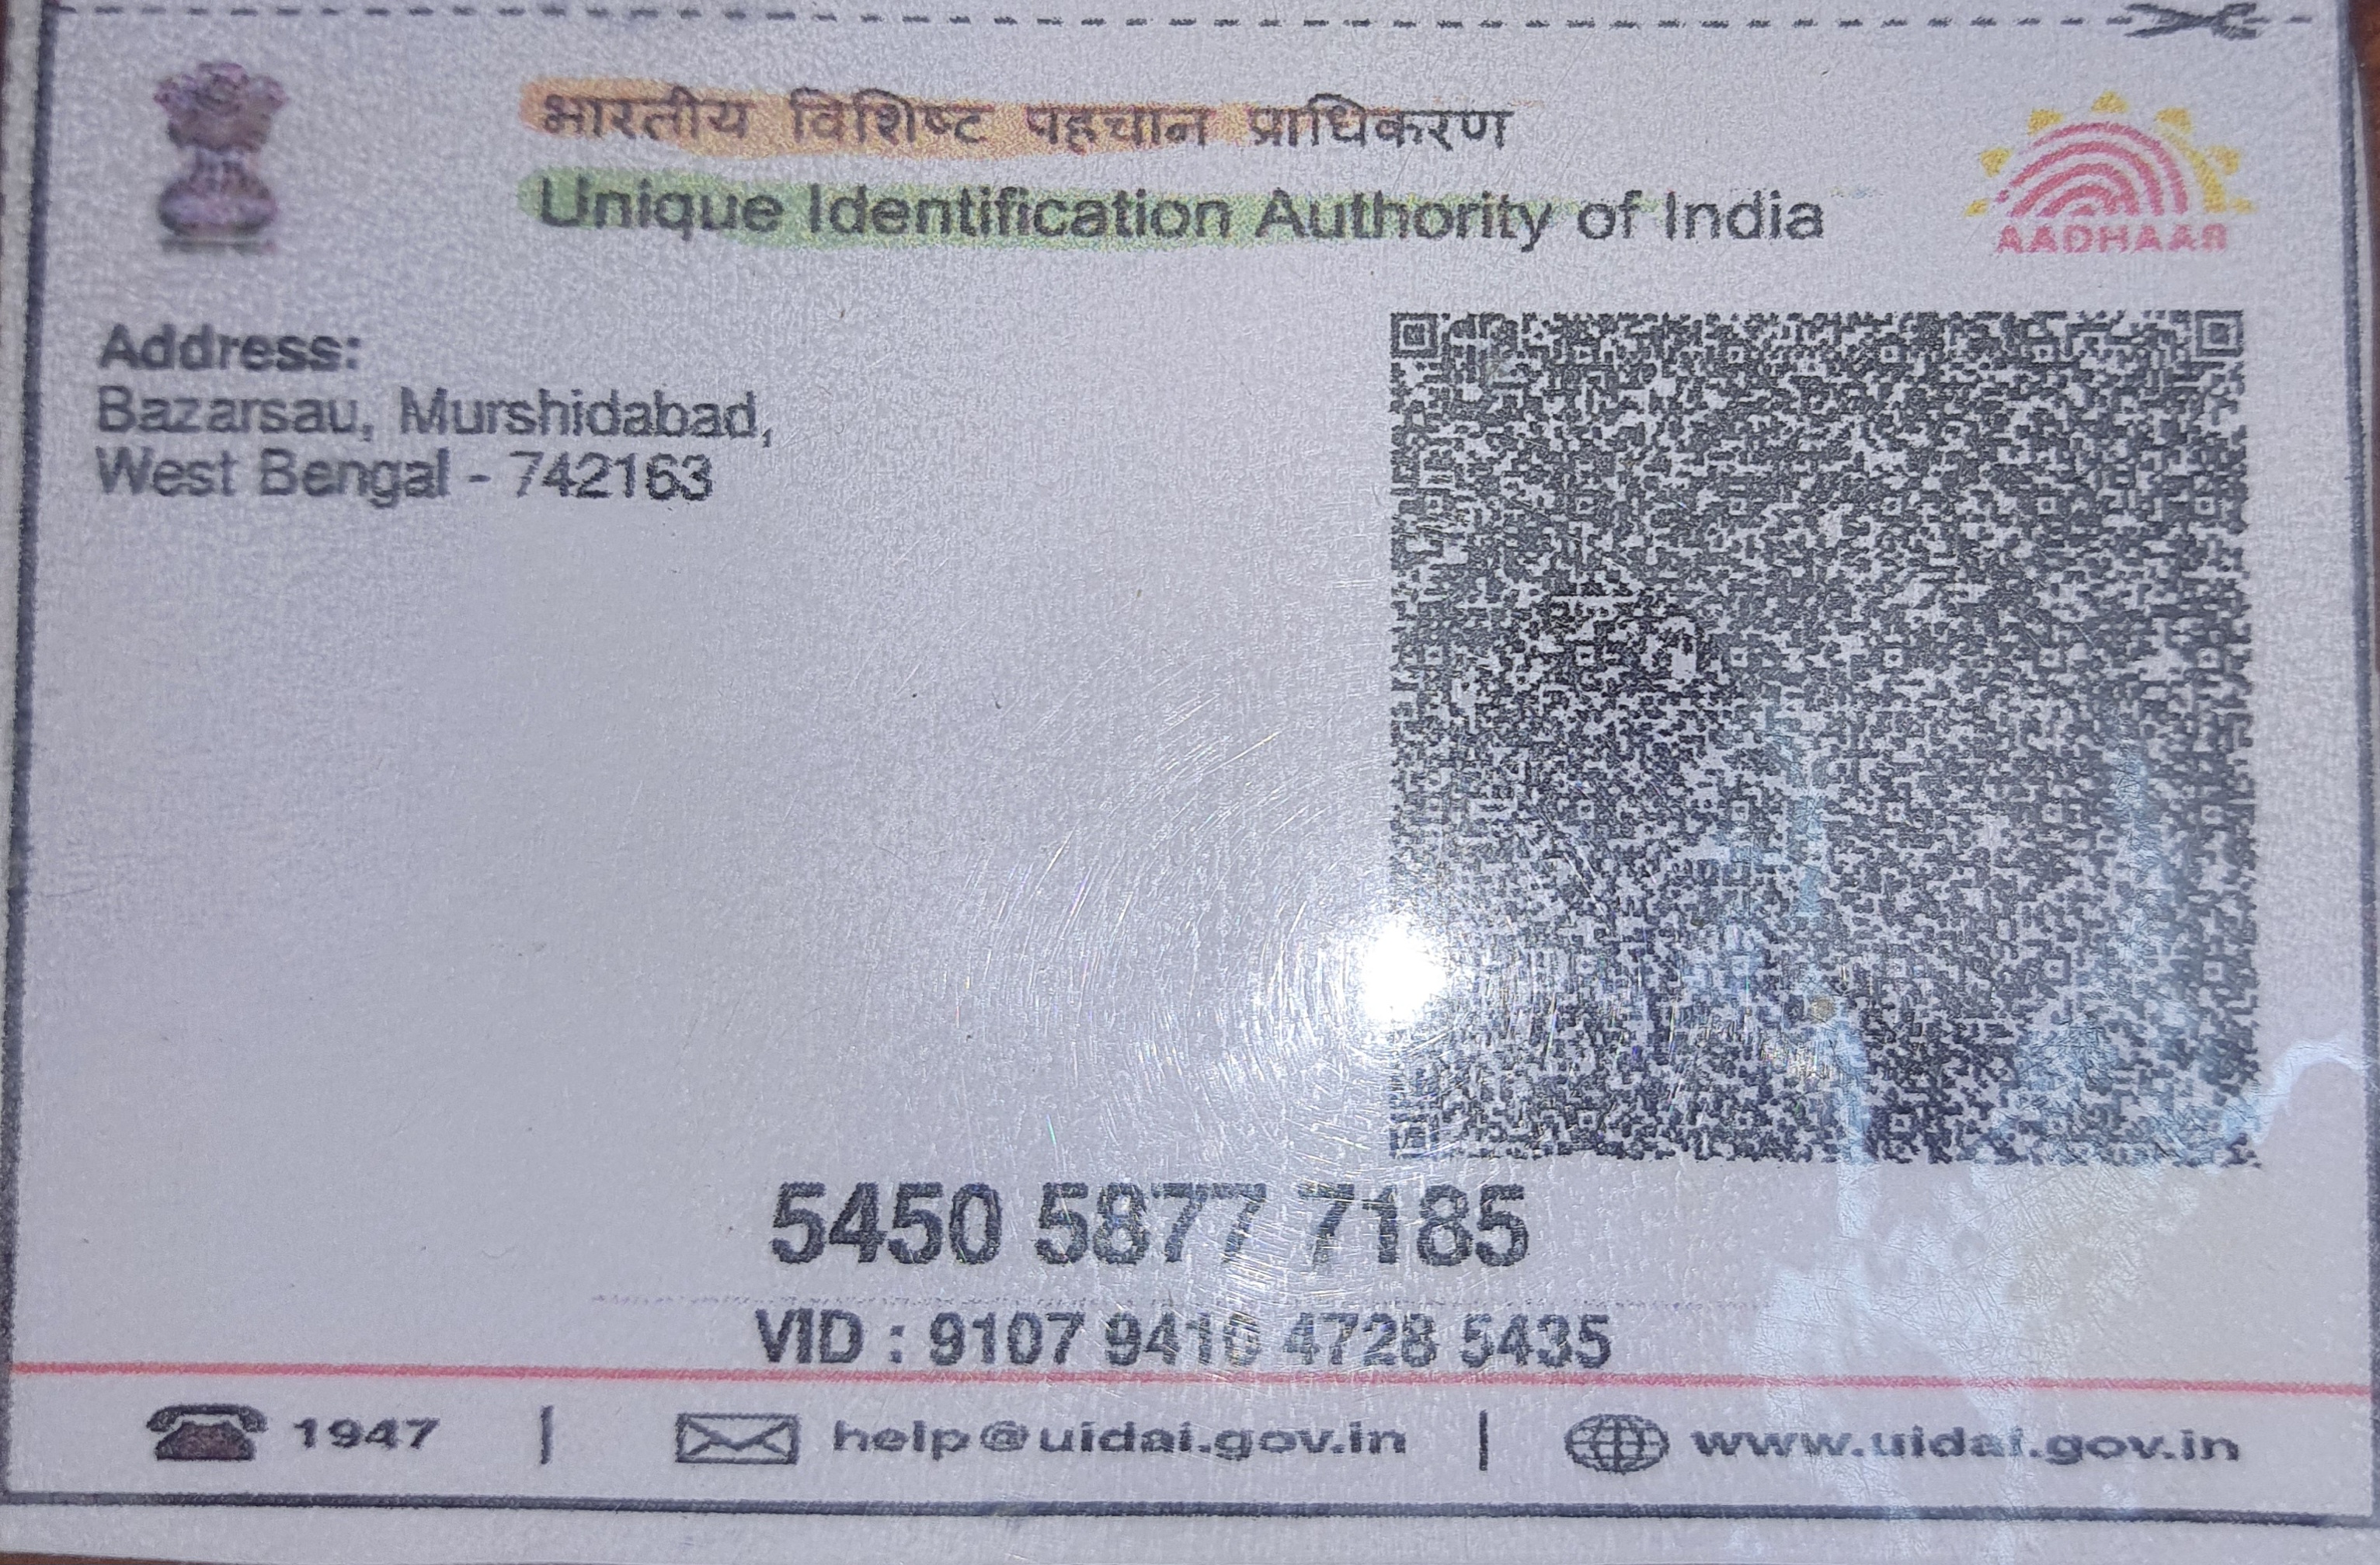 भारतीय विशिष्ट पहचान प्राधिकरण
Unique Identification Authority of India
AADHAAR
Address:
Bazarsau, Murshidabad,
West Bengal - 742163
5450 5877 7185
VID : 9107 9410 4728 5435
1947 | help@uidai.gov.in | www.uidai.gov.in